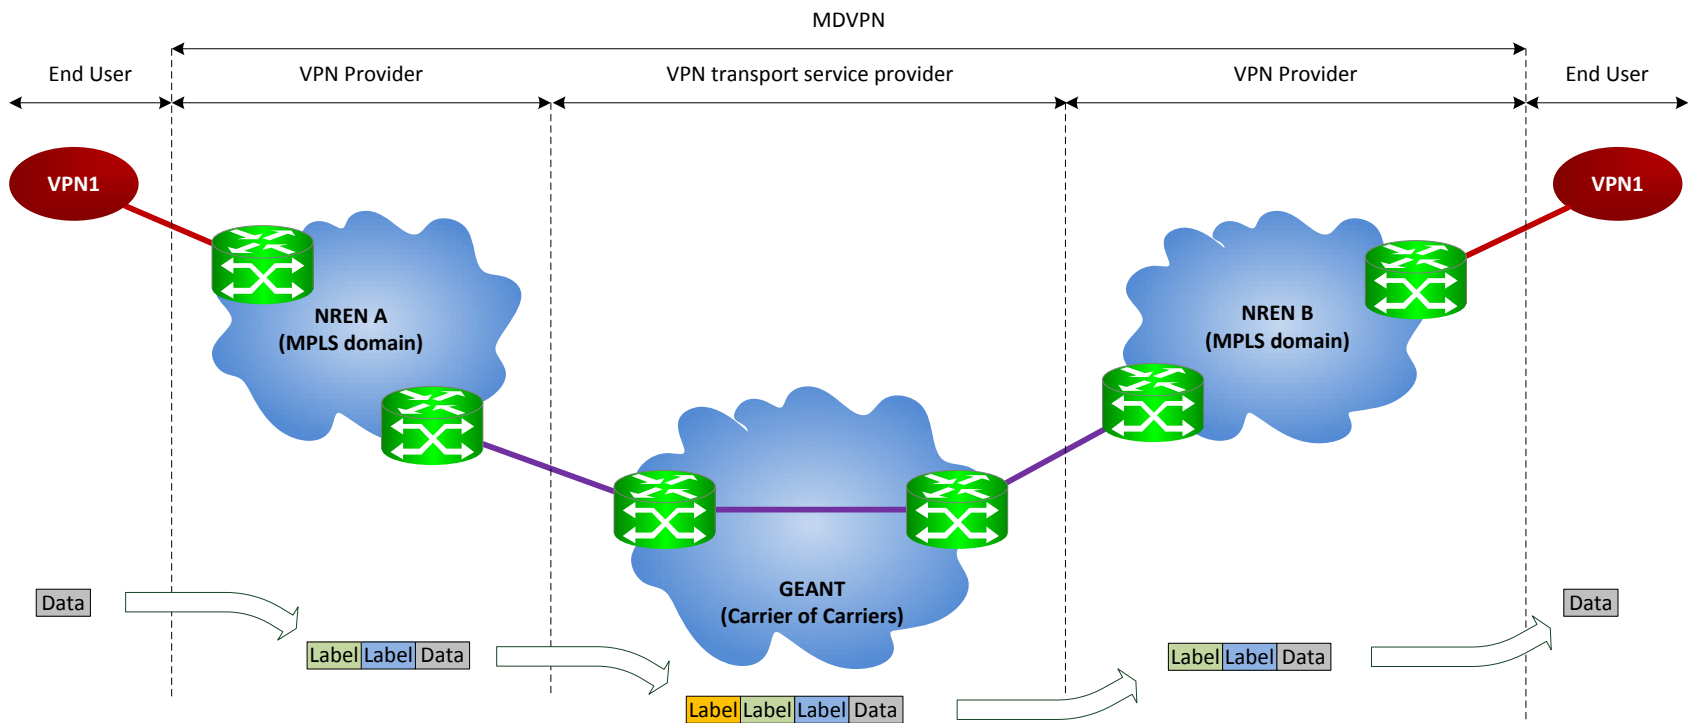 MDVPN
End User VPN Provider VPN transport service provider VPN Provider End User
VPN1 VPN1
NREN A
(MPLS domain)
NREN B
(MPLS domain)
GEANT
(Carrier of Carriers)
Data
Label Label Data
Label Label Label Data
Label Label Data
Data